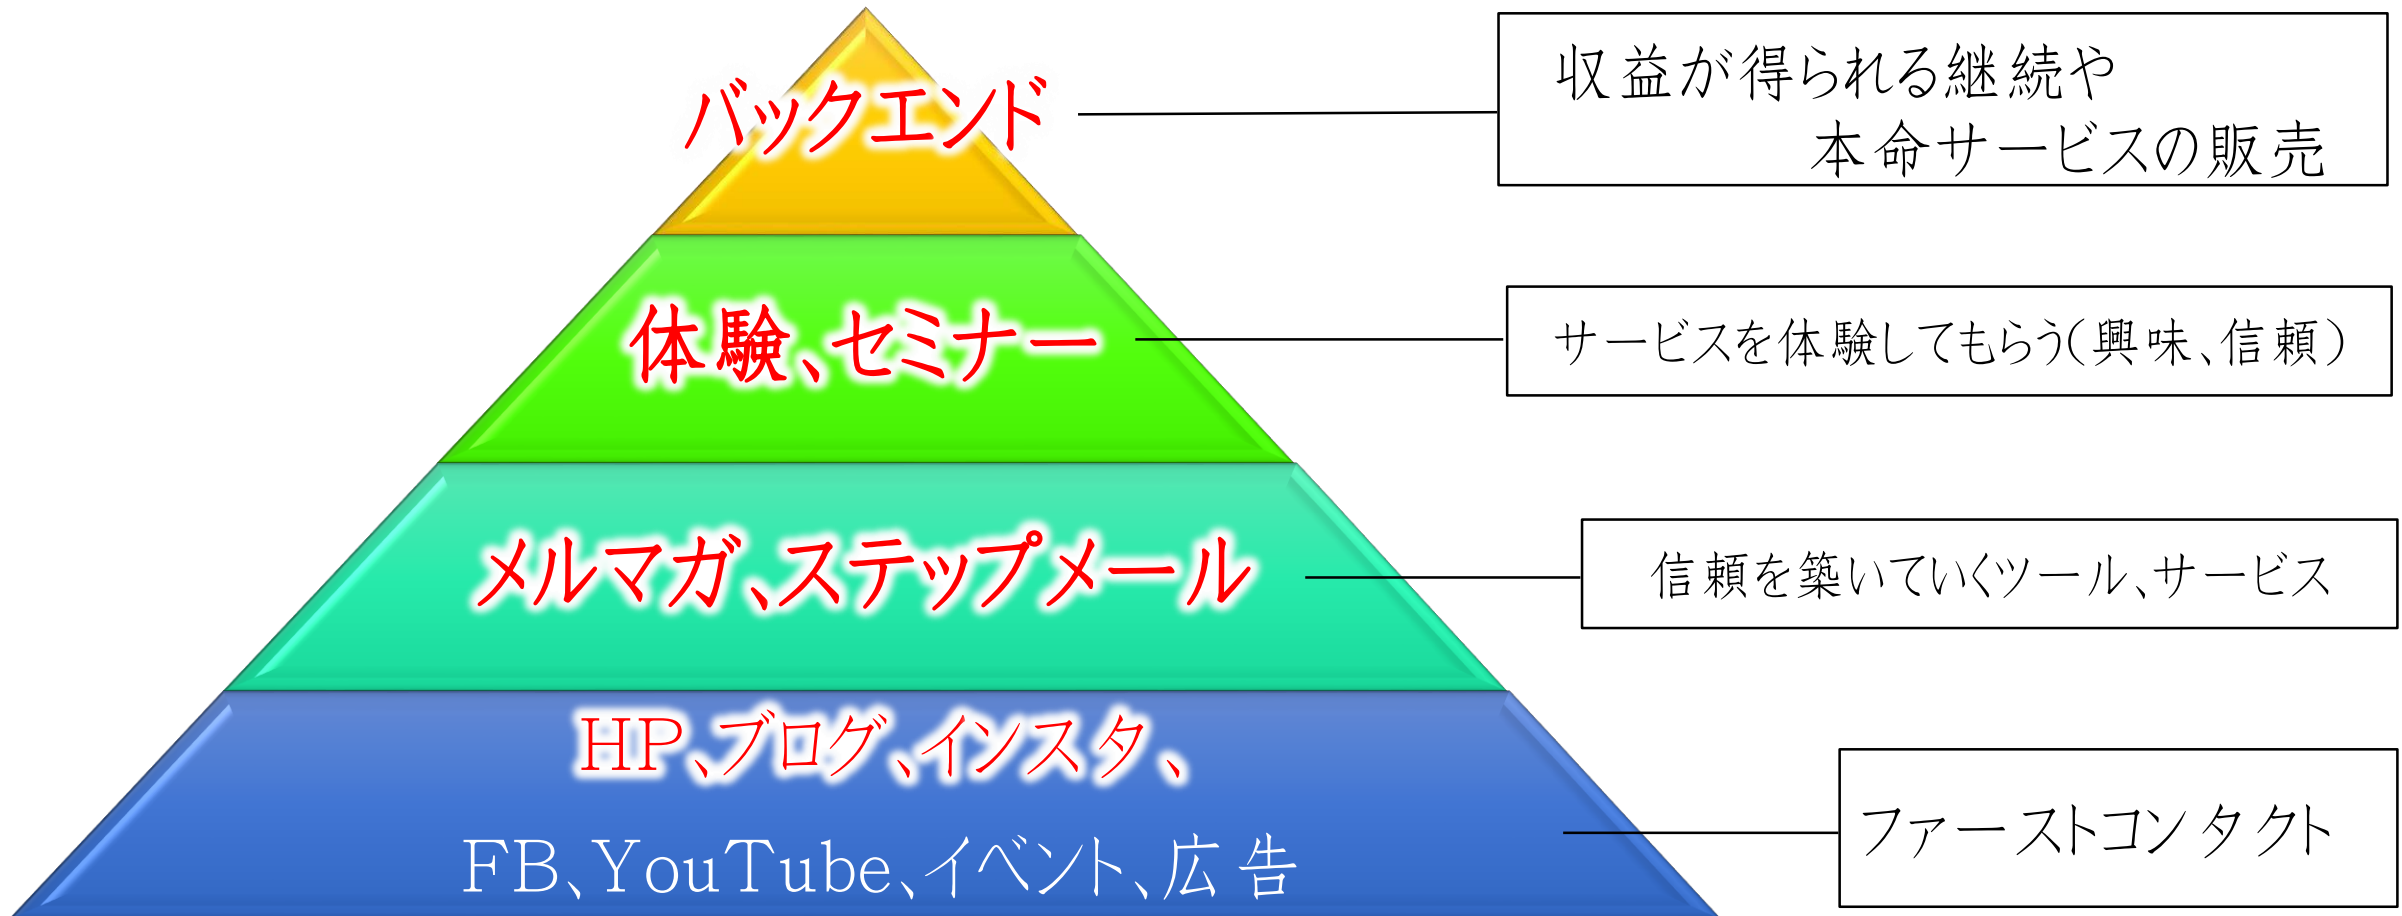 バックエンド
収益が得られる継続や
本命サービスの販売
体験、セミナー
サービスを体験してもらう(興味、信頼)
メルマガ、ステップメール
信頼を築いていくツール、サービス
HP、ブログ、インスタ、
FB、YouTube、イベント、広告
ファーストコンタクト